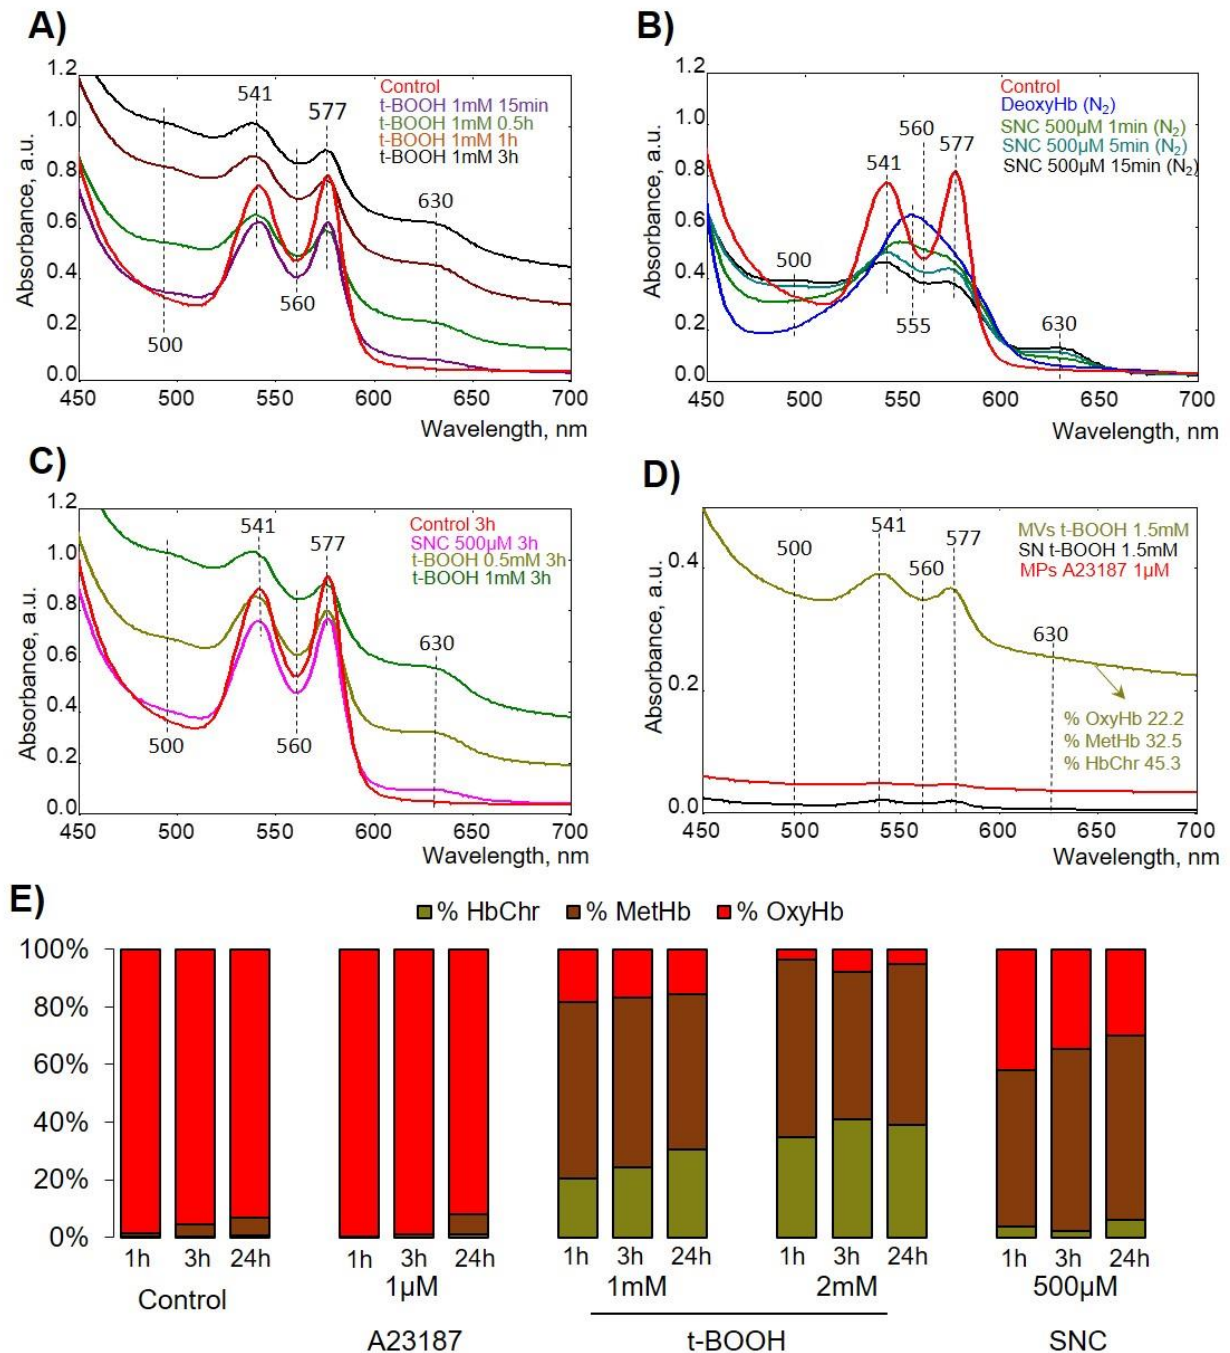 A)
1.2
1.0
0.8
0.6
0.4
0.2
0.0
Absorbance, a.u.
541
577
500
560
630
Control
t-BOOH 1mM 15min
t-BOOH 1mM 0.5h
t-BOOH 1mM 1h
t-BOOH 1mM 3h
450 500 550 600 650 700
Wavelength, nm
B)
1.2
1.0
0.8
0.6
0.4
0.2
0.0
Absorbance, a.u.
Control
DeoxyHb (N₂)
SNC 500µM 1min (N₂)
SNC 500µM 5min (N₂)
SNC 500µM 15min (N₂)
560
541
577
500
555
630
450 500 550 600 650 700
Wavelength, nm
C)
1.2
1.0
0.8
0.6
0.4
0.2
0.0
Absorbance, a.u.
541
577
500
560
630
Control 3h
SNC 500µM 3h
t-BOOH 0.5mM 3h
t-BOOH 1mM 3h
450 500 550 600 650 700
Wavelength, nm
D)
0.4
0.2
0.0
Absorbance, a.u.
500
541
560
577
630
MVs t-BOOH 1.5mM
SN t-BOOH 1.5mM
MPs A23187 1µM
% OxyHb 22.2
% MetHb 32.5
% HbChr 45.3
450 500 550 600 650 700
Wavelength, nm
E)
% HbChr % MetHb % OxyHb
100%
80%
60%
40%
20%
0%
1h 3h 24h 1h 3h 24h 1h 3h 24h 1h 3h 24h 1h 3h 24h
Control 1µM 1mM 2mM 500µM
A23187 t-BOOH SNC